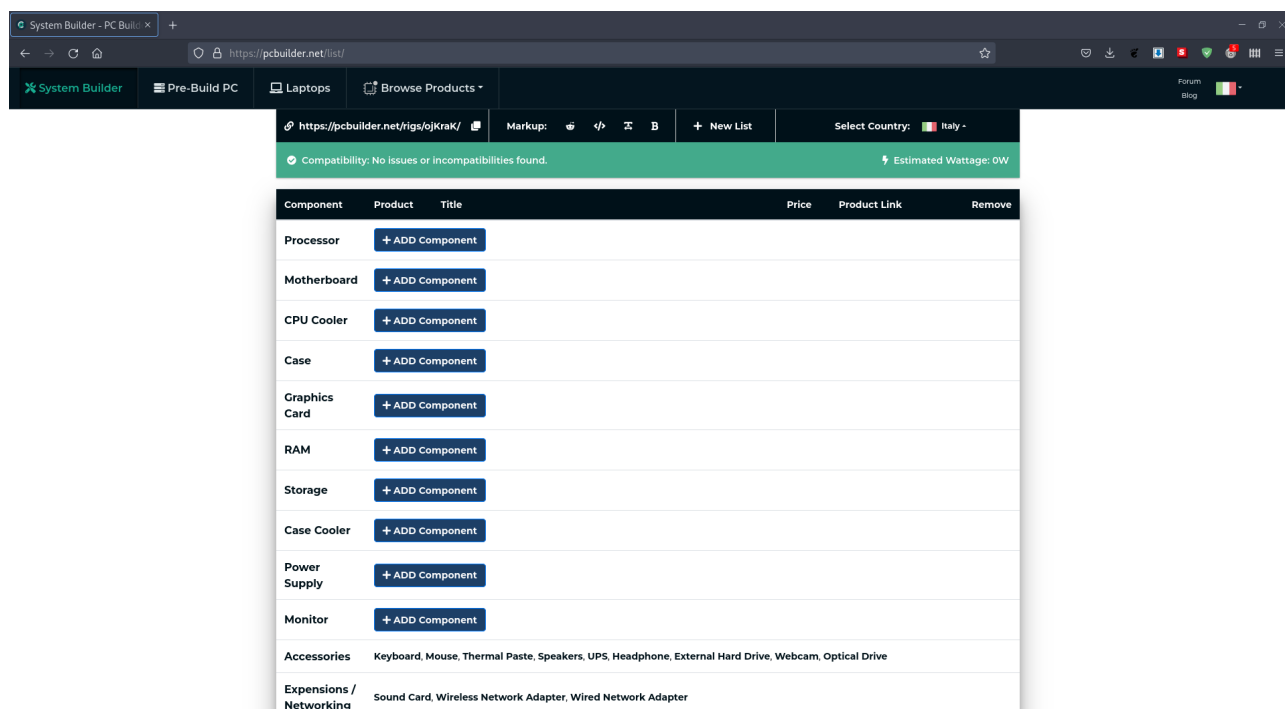 System Builder - PC Build
https://pcbuilder.net/list/
System Builder Pre-Build PC Laptops Browse Products Forum
Blog
https://pcbuilder.net/rigs/ojKraK/ Markup: B + New List Select Country: Italy
Compatibility: No issues or incompatibilities found. Estimated Wattage: 0W
Component Product Title Price Product Link Remove
Processor + ADD Component
Motherboard + ADD Component
CPU Cooler + ADD Component
Case + ADD Component
Graphics
Card + ADD Component
RAM + ADD Component
Storage + ADD Component
Case Cooler + ADD Component
Power
Supply + ADD Component
Monitor + ADD Component
Accessories Keyboard, Mouse, Thermal Paste, Speakers, UPS, Headphone, External Hard Drive, Webcam, Optical Drive
Expensions /
Networking Sound Card, Wireless Network Adapter, Wired Network Adapter